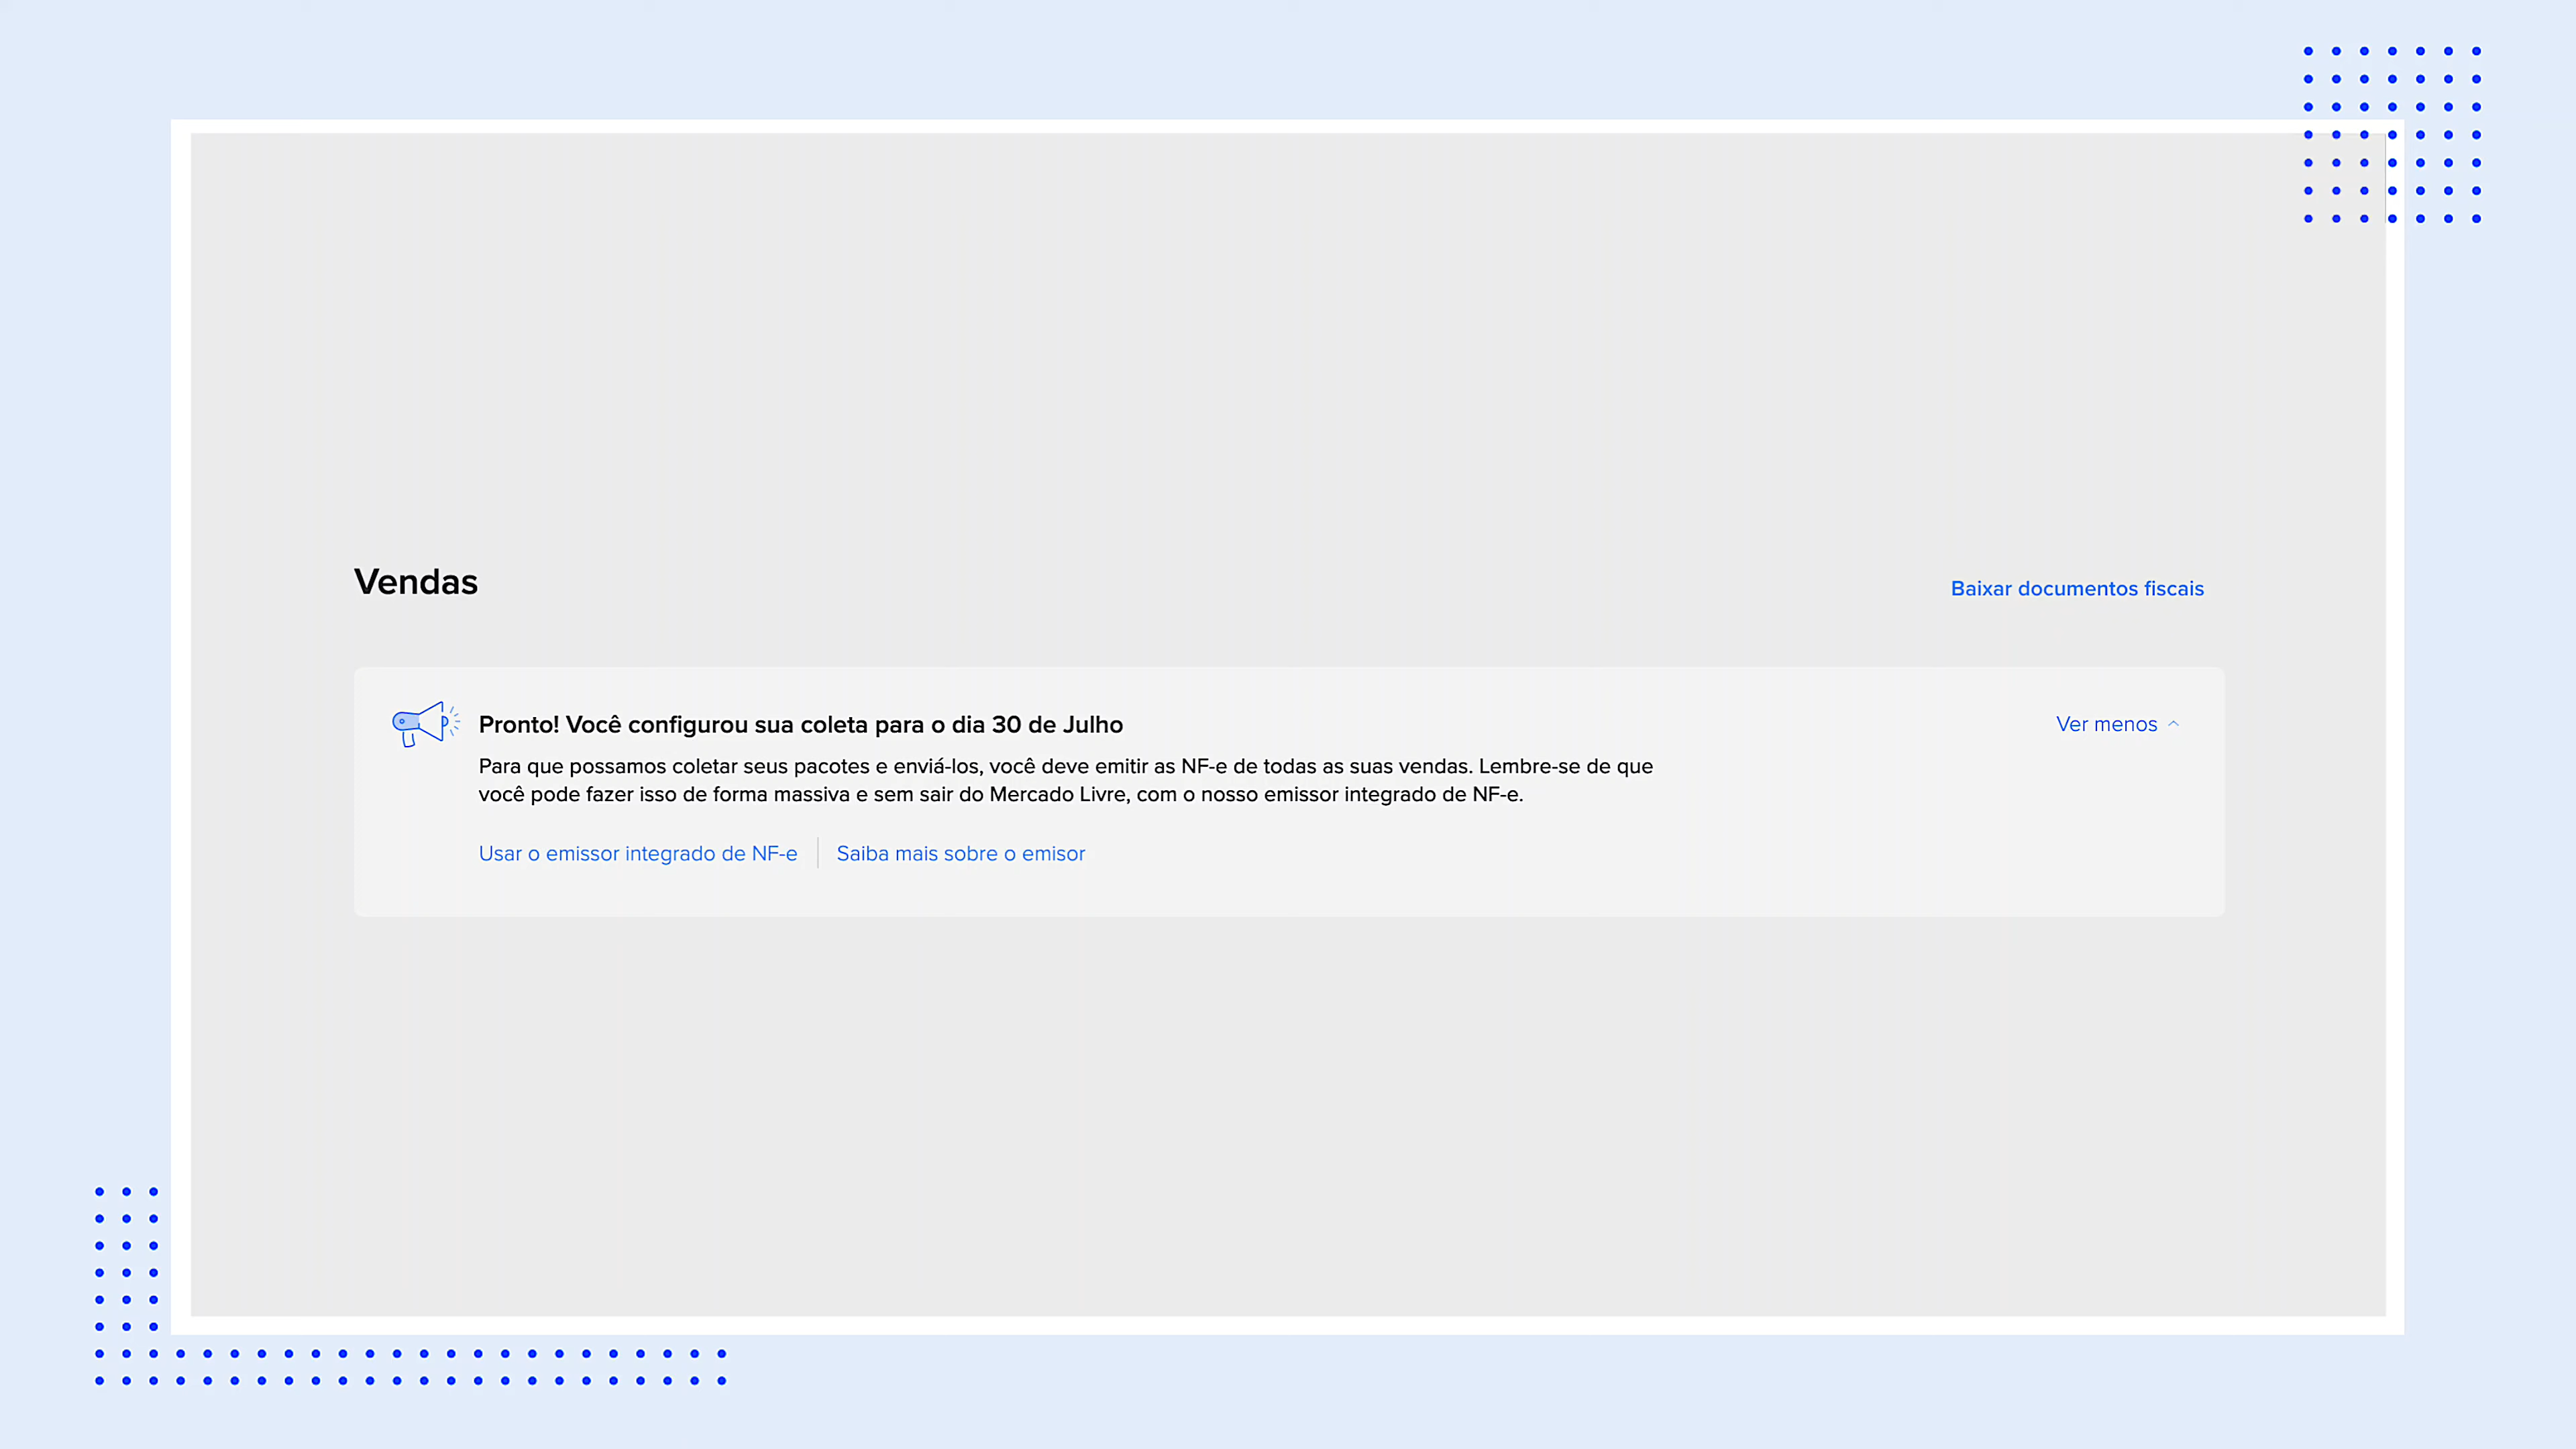 Vendas
Baixar documentos fiscais
Pronto! Você configurou sua coleta para o dia 30 de Julho
Ver menos
Para que possamos coletar seus pacotes e enviá-los, você deve emitir as NF-e de todas as suas vendas. Lembre-se de que
você pode fazer isso de forma massiva e sem sair do Mercado Livre, com o nosso emissor integrado de NF-e.
Usar o emissor integrado de NF-e
Saiba mais sobre o emisor